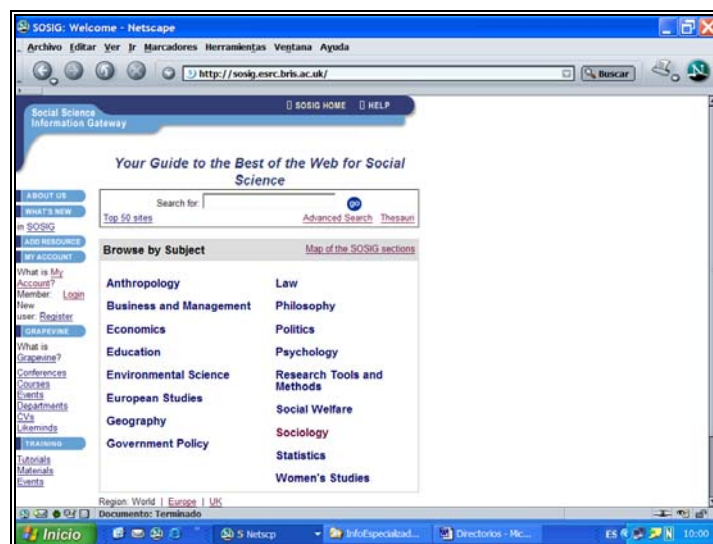 SOSIG: Welcome - Netscape
Archivo Editar Ver Ir Marcadores Herramientas Ventana Ayuda
http://sosig.esrc.bris.ac.uk/
Buscar
Social Science
Information Gateway
SOSIG HOME HELP
Your Guide to the Best of the Web for Social
Science
Search for:
go
Top 50 sites Advanced Search Thesauri
ABOUT US
WHAT'S NEW
in SOSIG
ADD RESOURCE
MY ACCOUNT
What is My
Account?
Member: Login
New
user: Register
GRAPEVINE
What is
Grapevine?
Conferences
Courses
Events
Departments
CVs
Likeminds
TRAINING
Tutorials
Materials
Events
Browse by Subject Map of the SOSIG sections
Anthropology
Business and Management
Economics
Education
Environmental Science
European Studies
Geography
Government Policy
Law
Philosophy
Politics
Psychology
Research Tools and
Methods
Social Welfare
Sociology
Statistics
Women's Studies
Region: World | Europe | UK
Documento: Terminado
Inicio
5 Netscp
InfoEspecializad...
Directorios - Mic...
ES
10:00